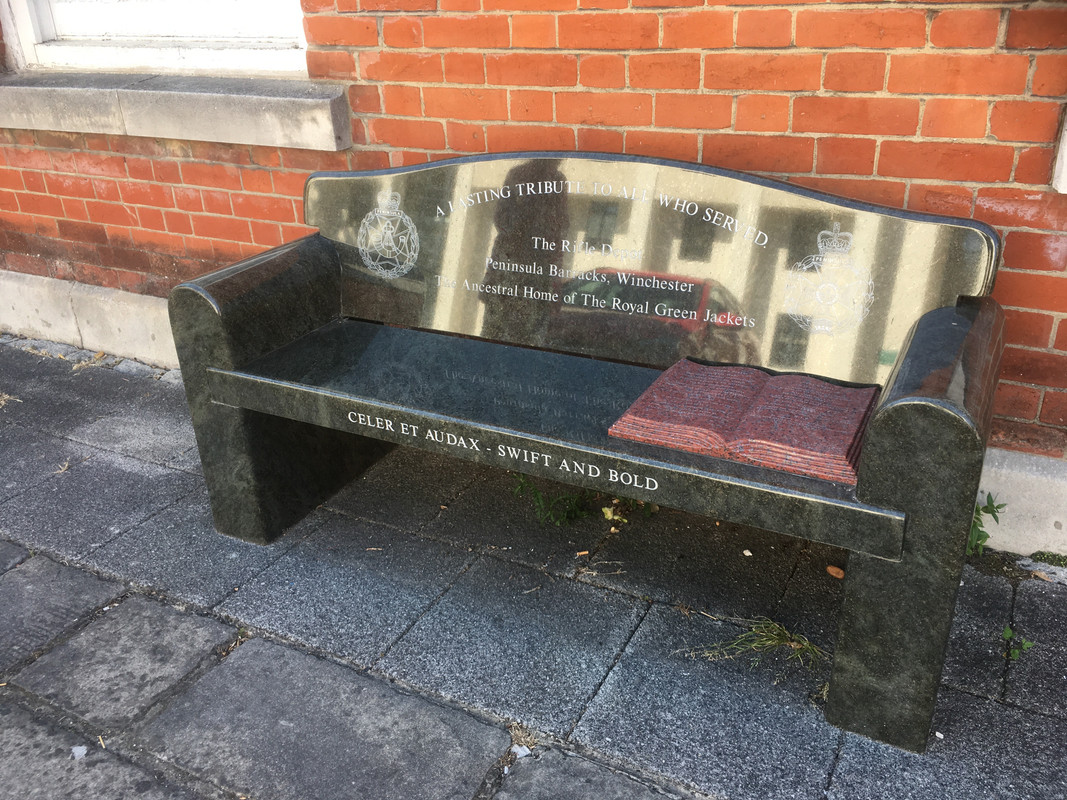 A LASTING TRIBUTE TO ALL WHO SERVED
The Rifle Depot
Peninsula Barracks, Winchester
The Ancestral Home of The Royal Green Jackets
CELER ET AUDAX - SWIFT AND BOLD